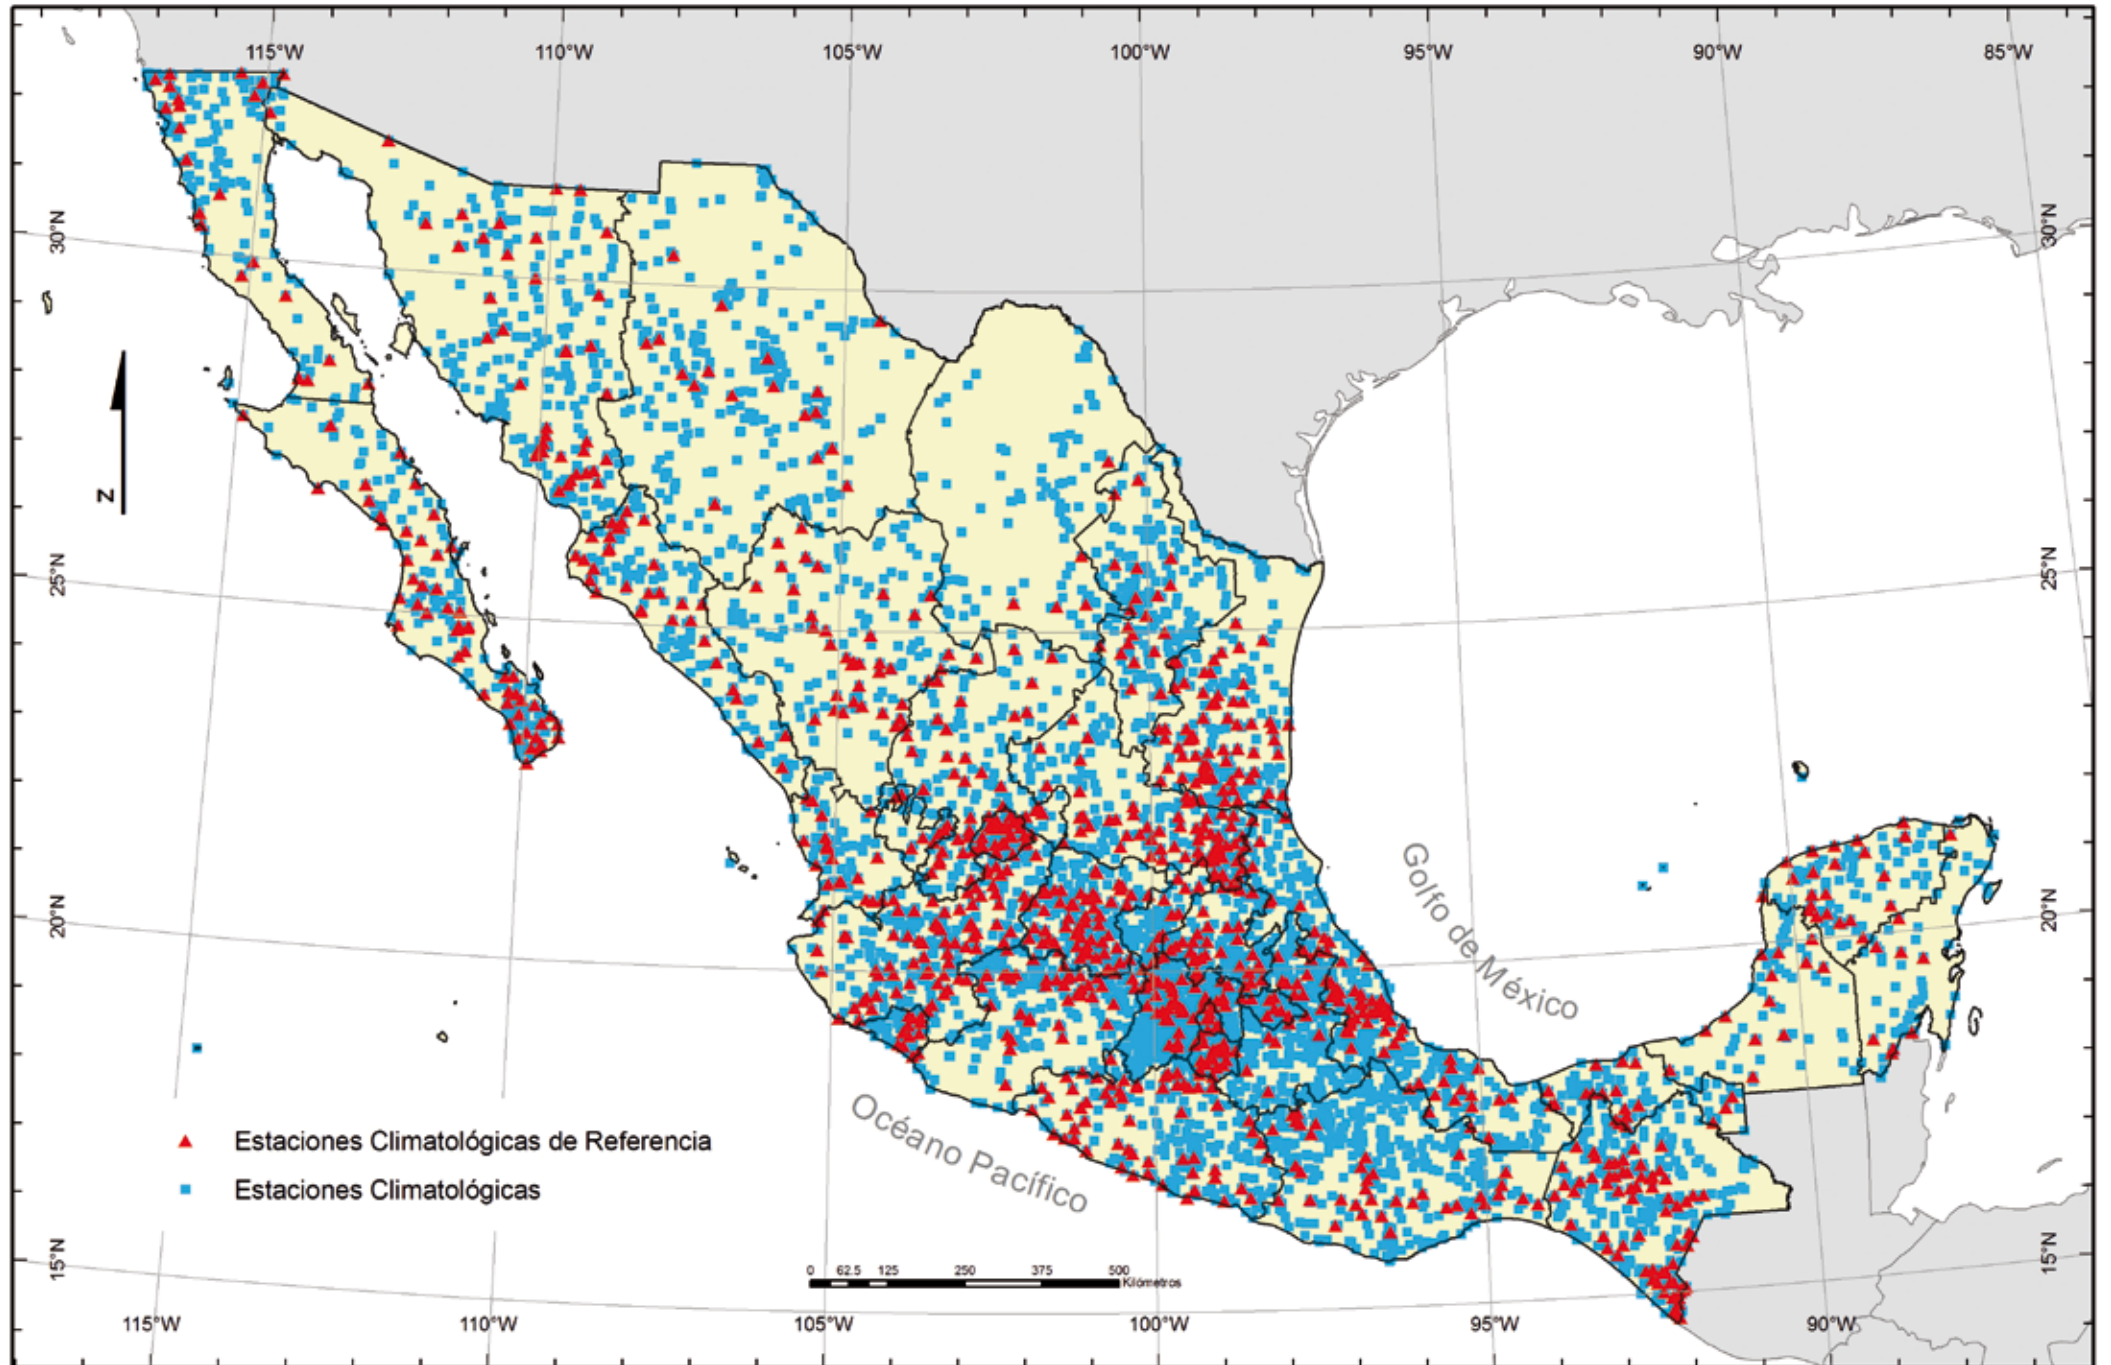 115°W 110°W 105°W 100°W 95°W 90°W 85°W
30°N 30°N
N
25°N 25°N
20°N 20°N
Golfo de México
Océano Pacífico
Estaciones Climatológicas de Referencia
Estaciones Climatológicas
15°N 15°N
0 62.5 125 250 375 500
Kilómetros
115°W 110°W 105°W 100°W 95°W 90°W